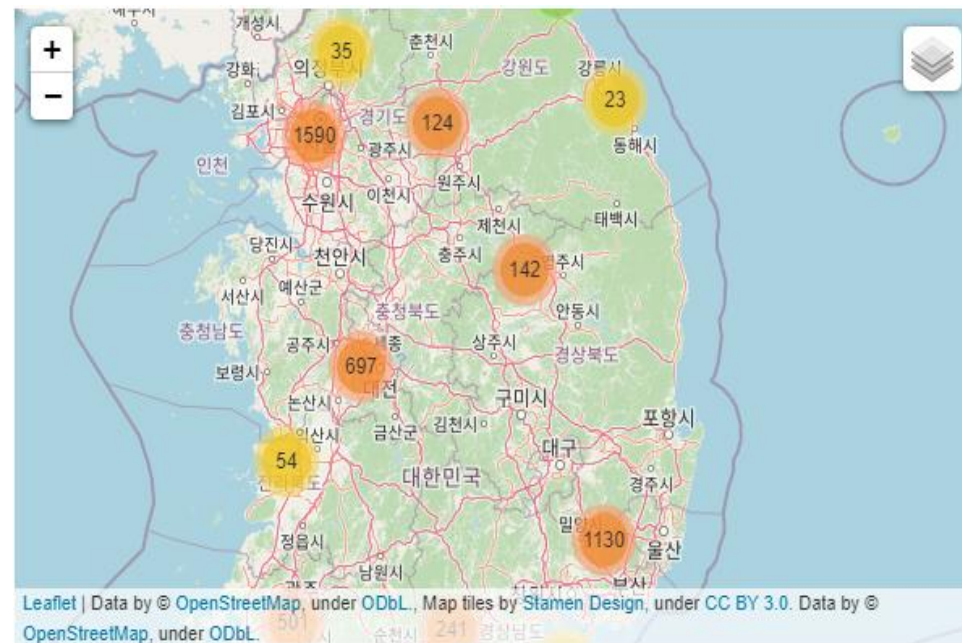 개성시
춘천시
+
35
강화
강원도
강릉시
23
김포시
경기도
124
1590
광주시
동해시
인천
수원시
이천시
원주시
제천시
태백시
당진시
천안시
충주시
142
서산시
예산군
안동시
충청북도
충청남도
공주시
상주시
경상북도
697
보령시
대전
논산시
구미시
포항시
금산군
김천시
54
대구
대한민국
경주시
1130
정읍시
울산
남원시
부산
Leaflet | Data by © OpenStreetMap, under ODbL., Map tiles by Stamen Design, under CC BY 3.0. Data by ©
OpenStreetMap, under ODbL.
501
순천시
241
경상남도